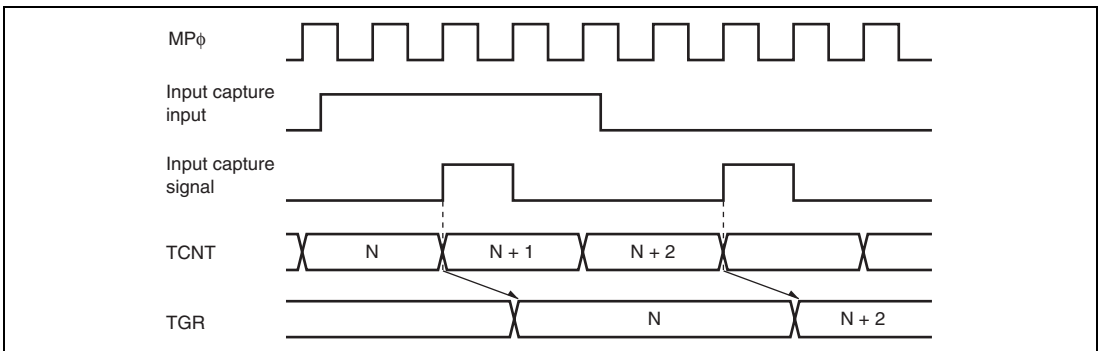 MPφ
Input capture
input
Input capture
signal
TCNT
N
N + 1
N + 2
TGR
N
N + 2